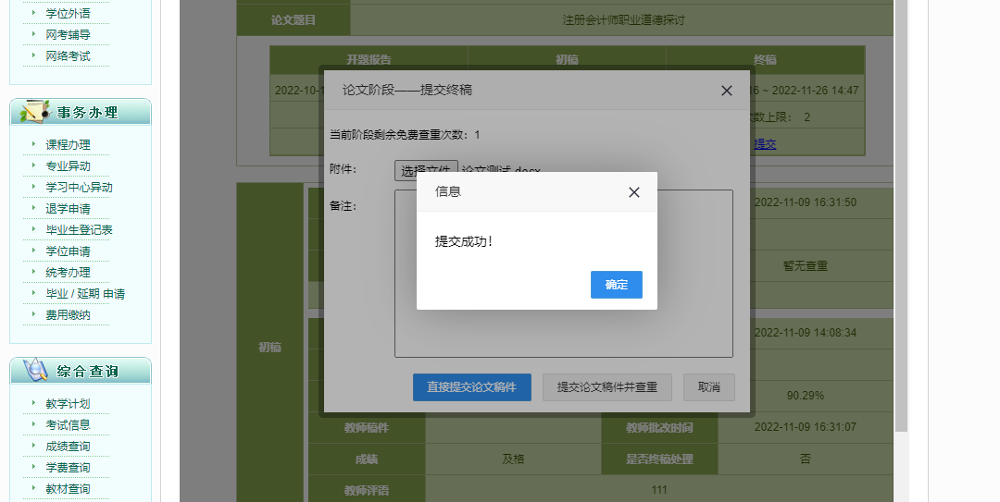 学位外语
网考辅导
网络考试
事务办理
课程办理
专业异动
学习中心异动
退学申请
毕业生登记表
学位申请
统考办理
毕业 / 延期 申请
费用缴纳
综合查询
教学计划
考试信息
成绩查询
学费查询
教材查询
论文题目 注册会计师职业道德探讨
开题报告 初稿 终稿
2022-10-1
16 ~ 2022-11-26 14:47
数上限： 2
提交
论文阶段——提交终稿
当前阶段剩余免费查重次数：1
附件： 选择文件 论文测试.docx
备注：
信息
提交成功！
确定
直接提交论文稿件 提交论文稿件并查重 取消
初稿
2022-11-09 16:31:50
暂无查重
2022-11-09 14:08:34
90.29%
教师稿件 教师批改时间 2022-11-09 16:31:07
成绩 及格 是否终稿处理 否
教师评语 111